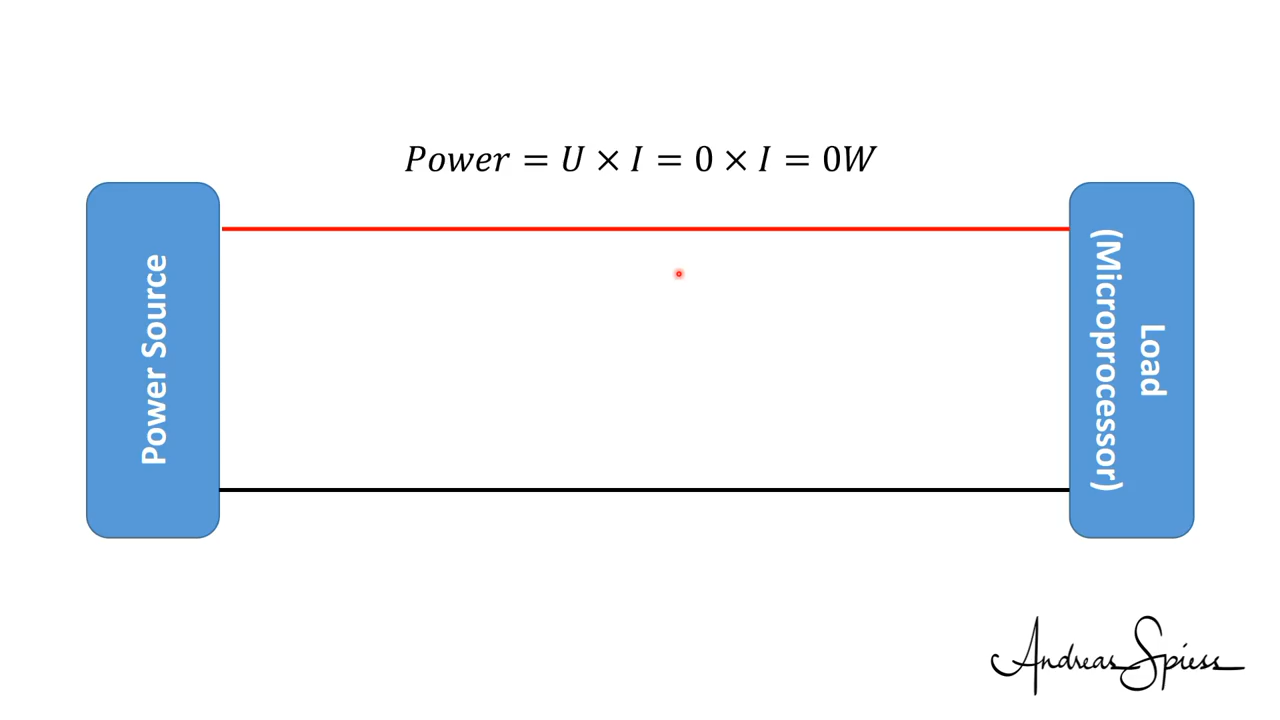 Power = U × I = 0 × I = 0W
Power Source
Load
(Microprocessor)
Andreas Spiess